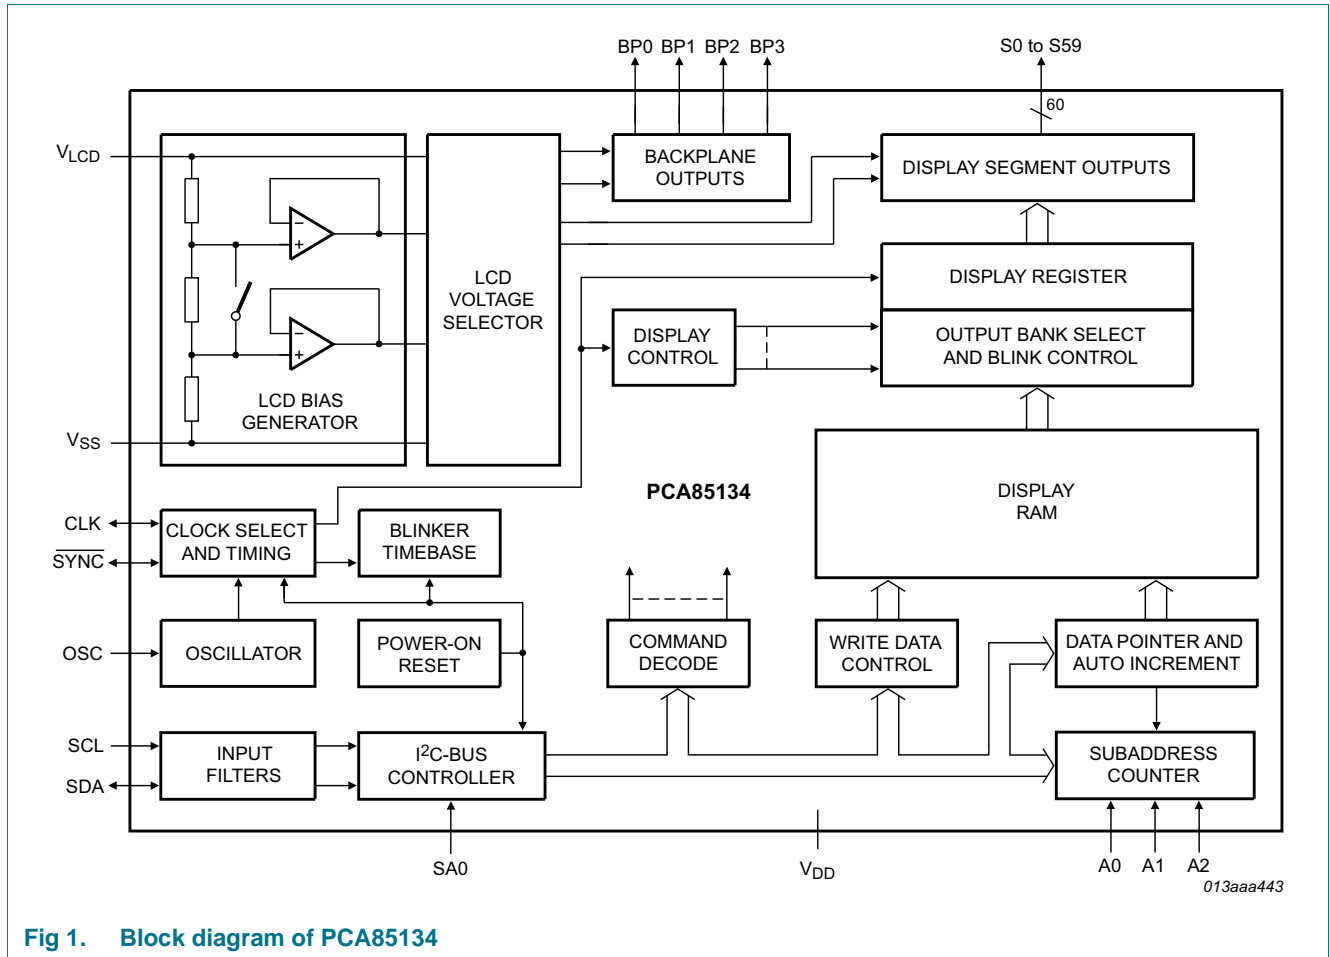 BP0 BP1 BP2 BP3
S0 to S59
60
VLCD
BACKPLANE
OUTPUTS
DISPLAY SEGMENT OUTPUTS
−
+
LCD
VOLTAGE
SELECTOR
DISPLAY REGISTER
−
+
DISPLAY
CONTROL
OUTPUT BANK SELECT
AND BLINK CONTROL
LCD BIAS
GENERATOR
VSS
PCA85134
DISPLAY
RAM
CLK
SYNC
CLOCK SELECT
AND TIMING
BLINKER
TIMEBASE
OSC
OSCILLATOR
POWER-ON
RESET
COMMAND
DECODE
WRITE DATA
CONTROL
DATA POINTER AND
AUTO INCREMENT
SCL
SDA
INPUT
FILTERS
I2C-BUS
CONTROLLER
SUBADDRESS
COUNTER
SA0
VDD
A0 A1 A2
013aaa443
Fig 1. Block diagram of PCA85134